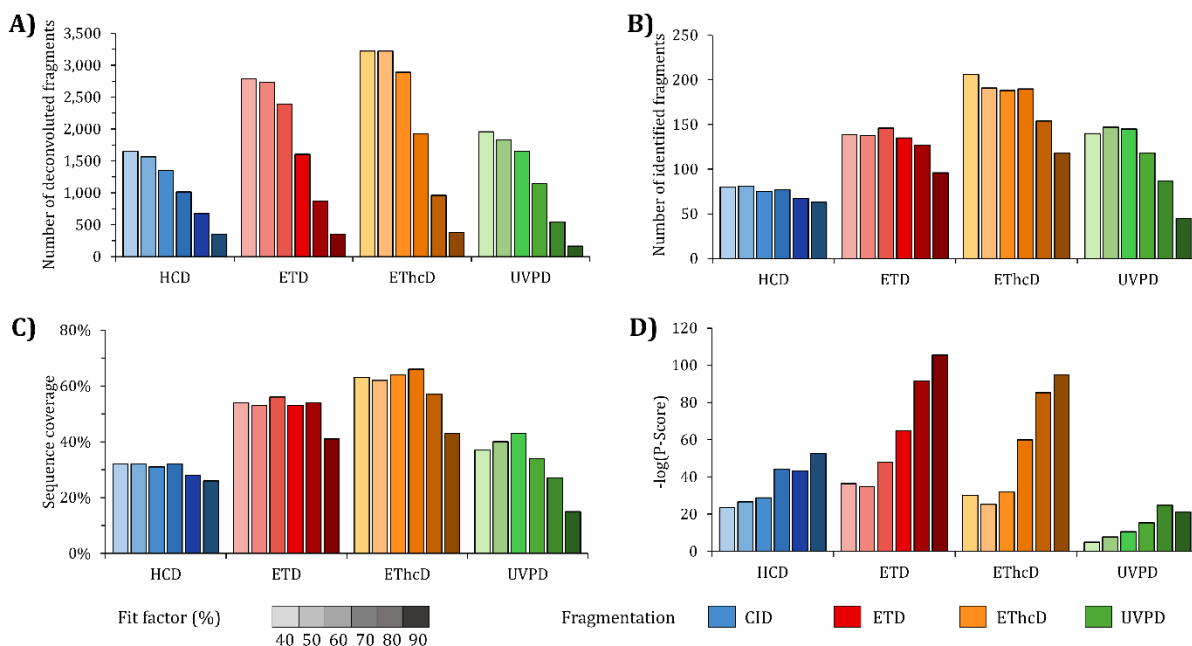 A)
Number of deconvoluted fragments
3,500
3,000
2,500
2,000
1,500
1,000
500
0
HCD ETD EThcD UVPD
B)
Number of identified fragments
250
200
150
100
50
0
HCD ETD EThcD UVPD
C)
Sequence coverage
80%
60%
40%
20%
0%
HCD ETD EThcD UVPD
D)
-log(P-Score)
120
100
80
60
40
20
0
HCD ETD EThcD UVPD
Fit factor (%)
40 50 60 70 80 90
Fragmentation CID ETD EThcD UVPD